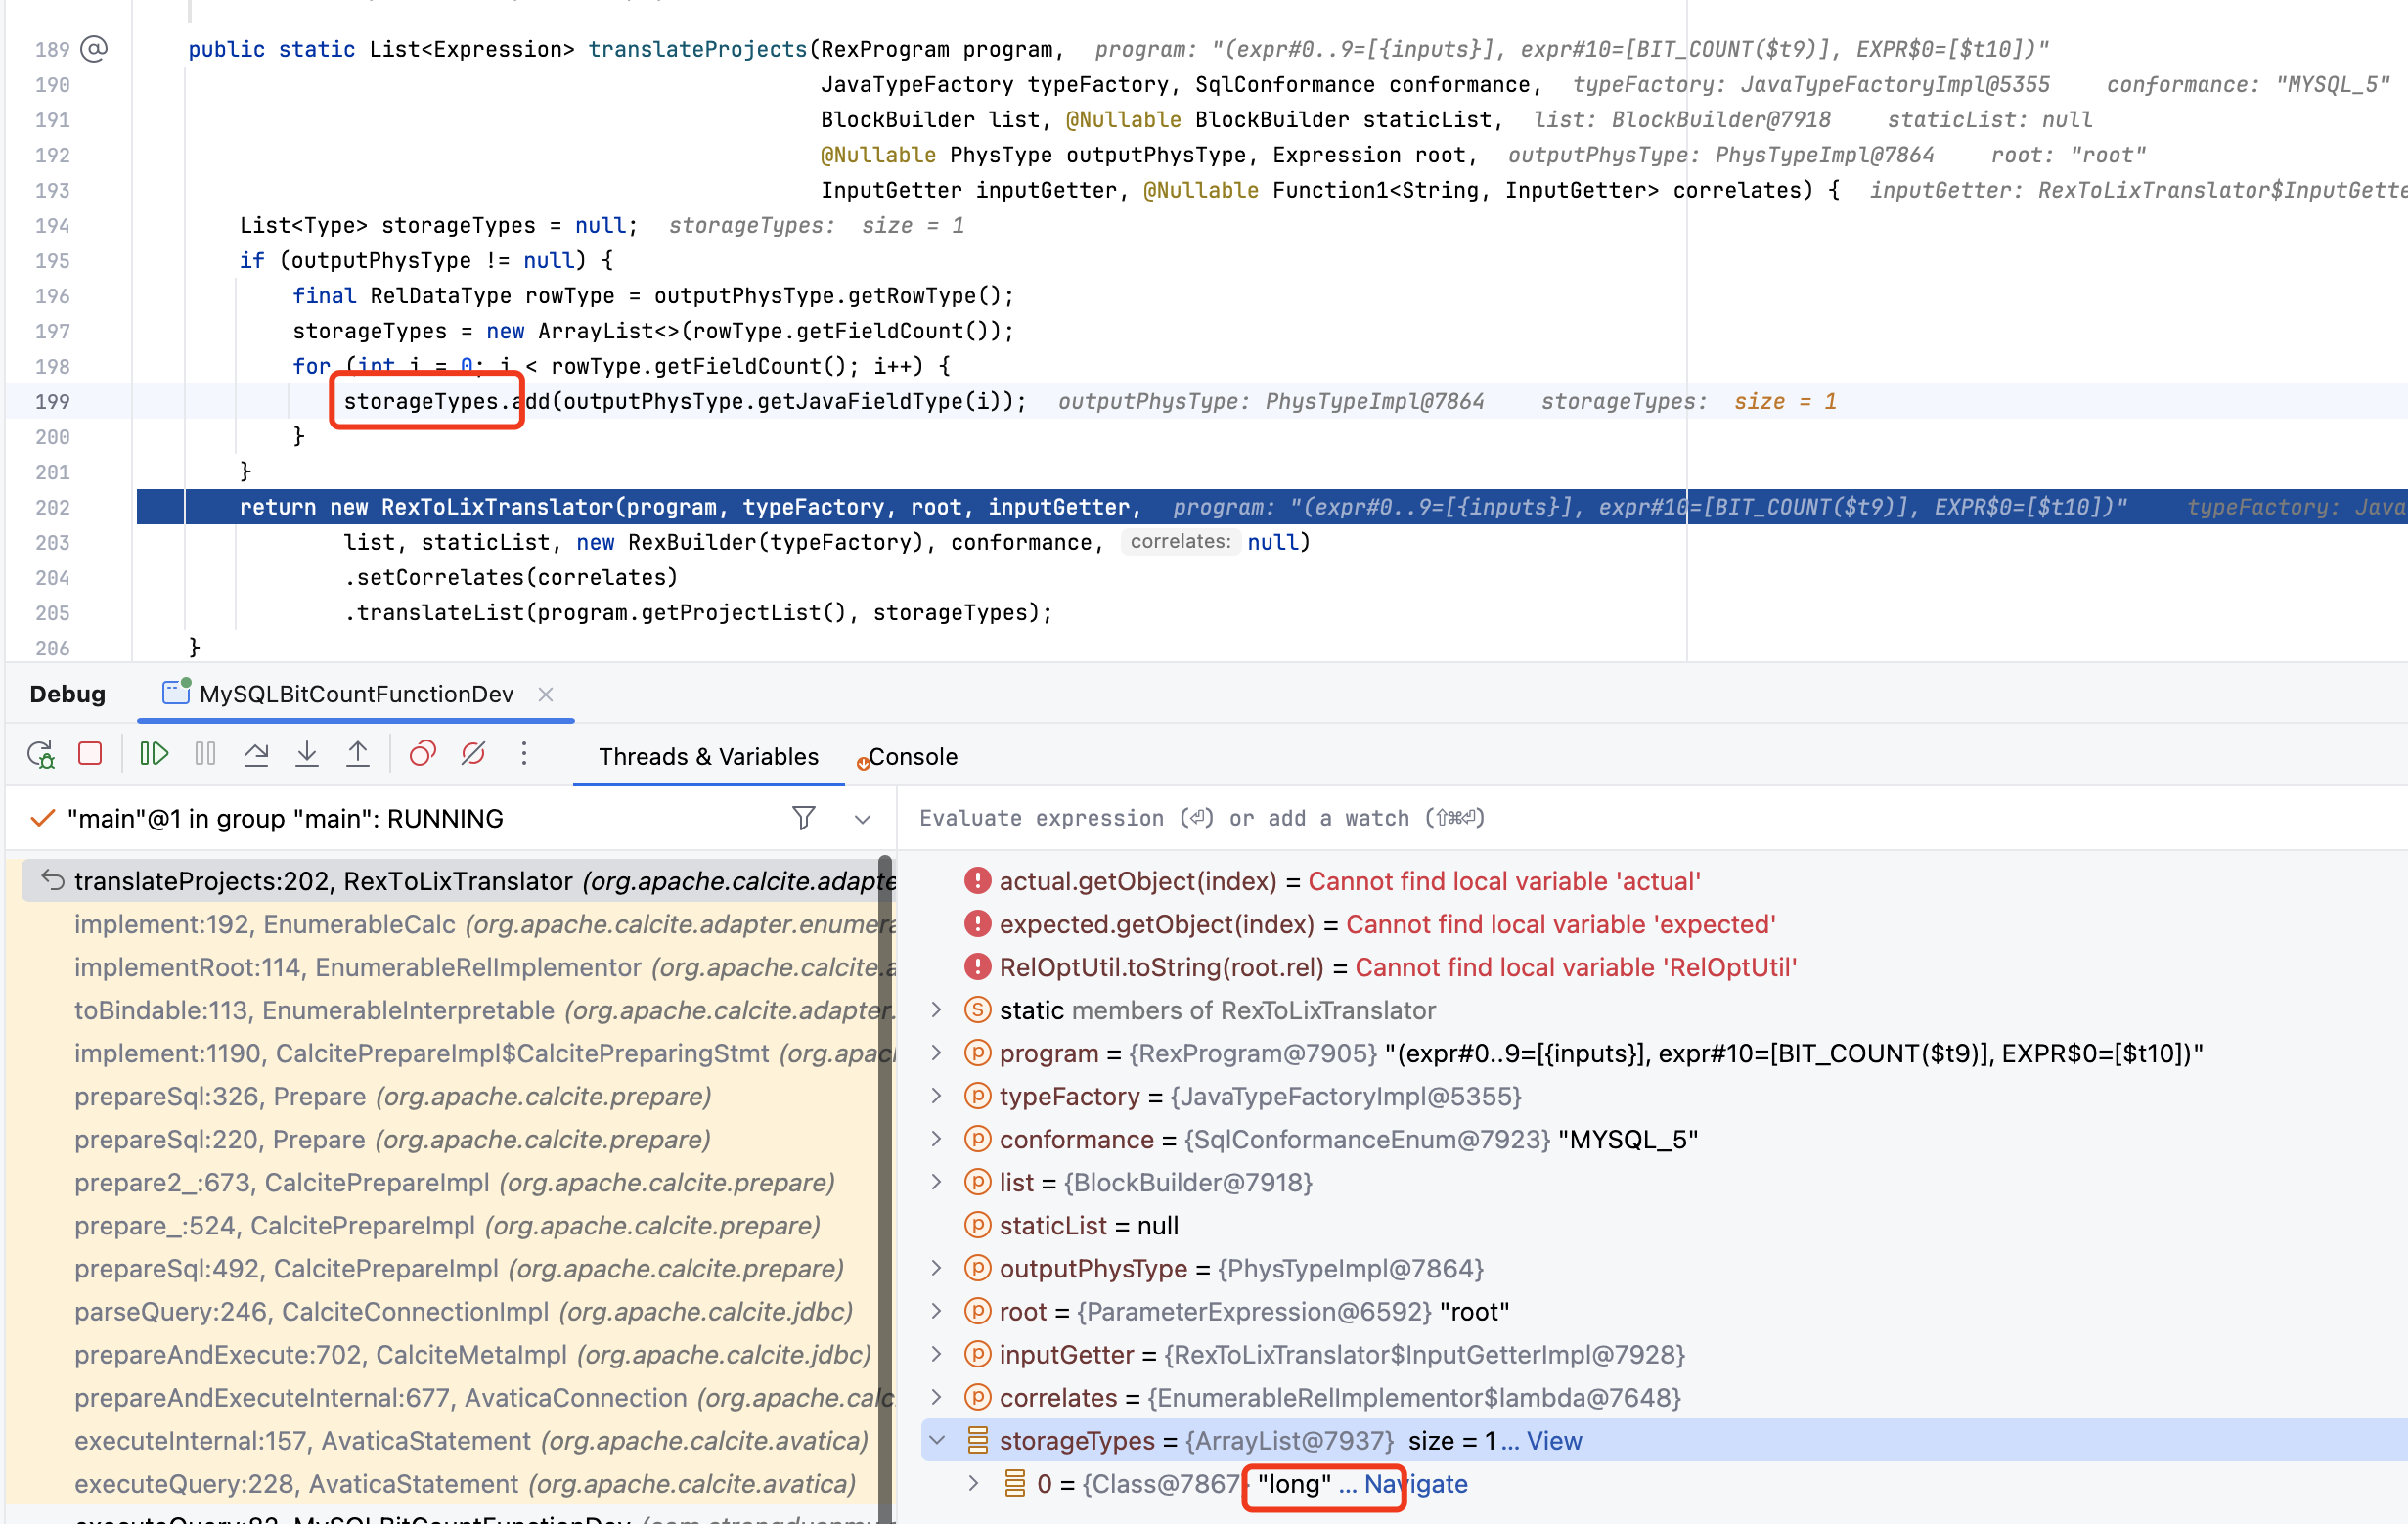 189 public static List<Expression> translateProjects(RexProgram program, program: "(expr#0..9=[{inputs}], expr#10=[BIT_COUNT($t9)], EXPR$0=[$t10])"
190 JavaTypeFactory typeFactory, SqlConformance conformance, typeFactory: JavaTypeFactoryImpl@5355 conformance: "MYSQL_5"
191 BlockBuilder list, @Nullable BlockBuilder staticList, list: BlockBuilder@7918 staticList: null
192 @Nullable PhysType outputPhysType, Expression root, outputPhysType: PhysTypeImpl@7864 root: "root"
193 InputGetter inputGetter, @Nullable Function1<String, InputGetter> correlates) { inputGetter: RexToLixTranslator$InputGette
194 List<Type> storageTypes = null; storageTypes: size = 1
195 if (outputPhysType != null) {
196 final RelDataType rowType = outputPhysType.getRowType();
197 storageTypes = new ArrayList<>(rowType.getFieldCount());
198 for (int i = 0; i < rowType.getFieldCount(); i++) {
199 storageTypes.add(outputPhysType.getJavaFieldType(i)); outputPhysType: PhysTypeImpl@7864 storageTypes: size = 1
200 }
201 }
202 return new RexToLixTranslator(program, typeFactory, root, inputGetter, program: "(expr#0..9=[{inputs}], expr#10=[BIT_COUNT($t9)], EXPR$0=[$t10])" typeFactory: Java
203 list, staticList, new RexBuilder(typeFactory), conformance, correlates: null)
204 .setCorrelates(correlates)
205 .translateList(program.getProjectList(), storageTypes);
206 }
Debug MySQLBitCountFunctionDev
Threads & Variables Console
"main"@1 in group "main": RUNNING
translateProjects:202, RexToLixTranslator (org.apache.calcite.adapte
implement:192, EnumerableCalc (org.apache.calcite.adapter.enumera
implementRoot:114, EnumerableRelImplementor (org.apache.calcite.a
toBindable:113, EnumerableInterpretable (org.apache.calcite.adapter.
implement:1190, CalcitePrepareImpl$CalcitePreparingStmt (org.apacl
prepareSql:326, Prepare (org.apache.calcite.prepare)
prepareSql:220, Prepare (org.apache.calcite.prepare)
prepare2_:673, CalcitePrepareImpl (org.apache.calcite.prepare)
prepare_:524, CalcitePrepareImpl (org.apache.calcite.prepare)
prepareSql:492, CalcitePrepareImpl (org.apache.calcite.prepare)
parseQuery:246, CalciteConnectionImpl (org.apache.calcite.jdbc)
prepareAndExecute:702, CalciteMetaImpl (org.apache.calcite.jdbc)
prepareAndExecuteInternal:677, AvaticaConnection (org.apache.calc
executeInternal:157, AvaticaStatement (org.apache.calcite.avatica)
executeQuery:228, AvaticaStatement (org.apache.calcite.avatica)
Evaluate expression (⏎) or add a watch (⇧⌘⏎)
actual.getObject(index) = Cannot find local variable 'actual'
expected.getObject(index) = Cannot find local variable 'expected'
RelOptUtil.toString(root.rel) = Cannot find local variable 'RelOptUtil'
static members of RexToLixTranslator
program = {RexProgram@7905} "(expr#0..9=[{inputs}], expr#10=[BIT_COUNT($t9)], EXPR$0=[$t10])"
typeFactory = {JavaTypeFactoryImpl@5355}
conformance = {SqlConformanceEnum@7923} "MYSQL_5"
list = {BlockBuilder@7918}
staticList = null
outputPhysType = {PhysTypeImpl@7864}
root = {ParameterExpression@6592} "root"
inputGetter = {RexToLixTranslator$InputGetterImpl@7928}
correlates = {EnumerableRelImplementor$lambda@7648}
storageTypes = {ArrayList@7937} size = 1 ... View
0 = {Class@7867} "long" ... Navigate